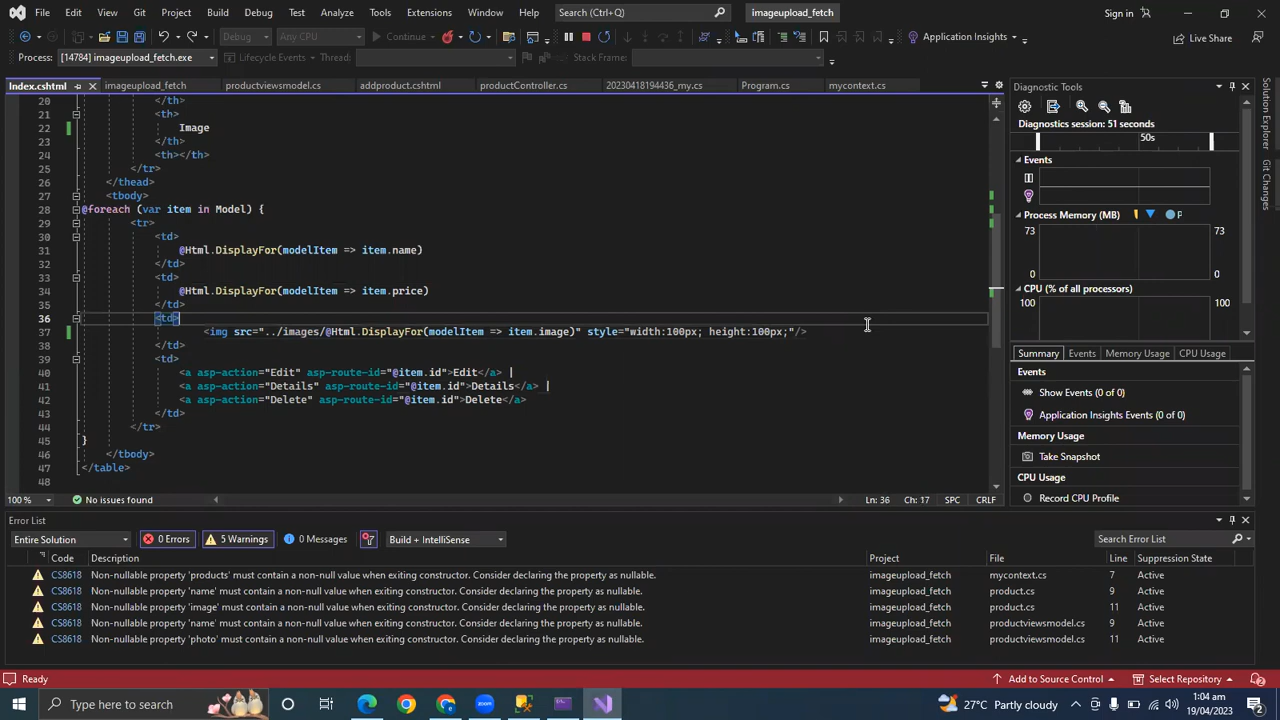 File Edit View Git Project Build Debug Test Analyze Tools Extensions Window Help Search (Ctrl+Q) imageupload_fetch Sign in
Debug Any CPU Continue Application Insights Live Share
Process: [14784] imageupload_fetch.exe Lifecycle Events Thread: Stack Frame:
Index.cshtml imageupload_fetch productviewsmodel.cs addproduct.cshtml productController.cs 20230418194436_my.cs Program.cs mycontext.cs
20 </th>
21 <th>
22 Image
23 </th>
24 <th></th>
25 </tr>
26 </thead>
27 <tbody>
28 @foreach (var item in Model) {
29 <tr>
30 <td>
31 @Html.DisplayFor(modelItem => item.name)
32 </td>
33 <td>
34 @Html.DisplayFor(modelItem => item.price)
35 </td>
36 <td>
37 <img src="../images/@Html.DisplayFor(modelItem => item.image)" style="width:100px; height:100px;"/>
38 </td>
39 <td>
40 <a asp-action="Edit" asp-route-id="@item.id">Edit</a> |
41 <a asp-action="Details" asp-route-id="@item.id">Details</a> |
42 <a asp-action="Delete" asp-route-id="@item.id">Delete</a>
43 </td>
44 </tr>
45 }
46 </tbody>
47 </table>
48
100 % No issues found Ln: 36 Ch: 17 SPC CRLF
Diagnostic Tools
Diagnostics session: 51 seconds
50s
Events
Process Memory (MB) P
73 73
0 0
CPU (% of all processors)
100 100
Summary Events Memory Usage CPU Usage
Events
Show Events (0 of 0)
Application Insights Events (0 of 0)
Memory Usage
Take Snapshot
CPU Usage
Record CPU Profile
Solution Explorer
Git Changes
Error List
Entire Solution 0 Errors 5 Warnings 0 Messages Build + IntelliSense Search Error List
Code Description Project File Line Suppression State
CS8618 Non-nullable property 'products' must contain a non-null value when exiting constructor. Consider declaring the property as nullable. imageupload_fetch mycontext.cs 7 Active
CS8618 Non-nullable property 'name' must contain a non-null value when exiting constructor. Consider declaring the property as nullable. imageupload_fetch product.cs 9 Active
CS8618 Non-nullable property 'image' must contain a non-null value when exiting constructor. Consider declaring the property as nullable. imageupload_fetch product.cs 11 Active
CS8618 Non-nullable property 'name' must contain a non-null value when exiting constructor. Consider declaring the property as nullable. imageupload_fetch productviewsmodel.cs 9 Active
CS8618 Non-nullable property 'photo' must contain a non-null value when exiting constructor. Consider declaring the property as nullable. imageupload_fetch productviewsmodel.cs 11 Active
Ready Add to Source Control Select Repository 2
Type here to search zoom 27°C Partly cloudy 1:04 am
19/04/2023 2